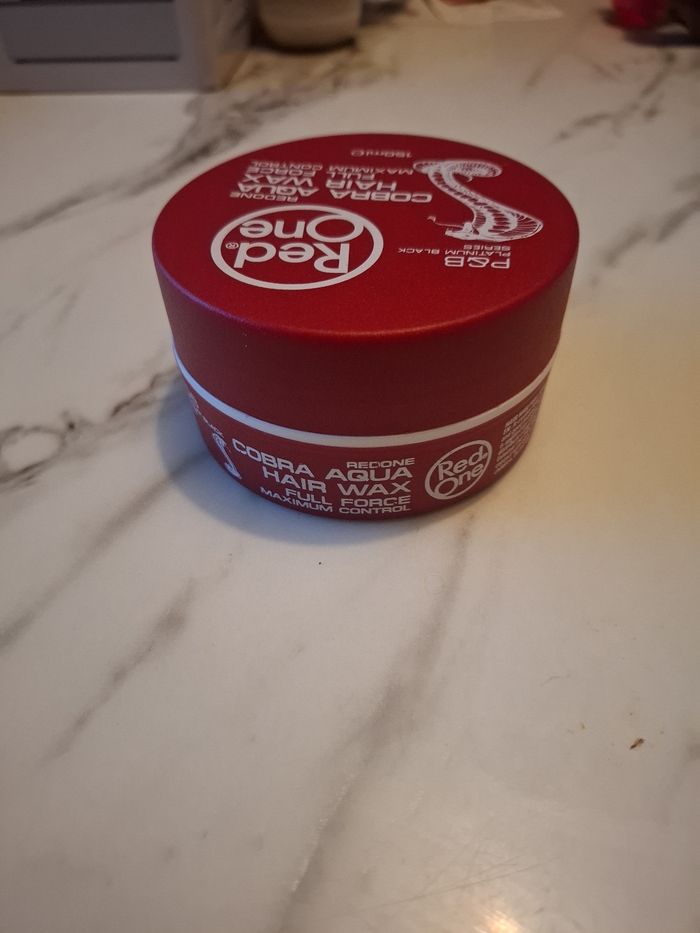 P&B
PLATINUM BLACK
SERIES
Red
One®
REDONE
COBRA AQUA
HAIR WAX
FULL FORCE
MAXIMUM CONTROL
150ml℮
REDONE
COBRA AQUA
HAIR WAX
FULL FORCE
MAXIMUM CONTROL
Red
One